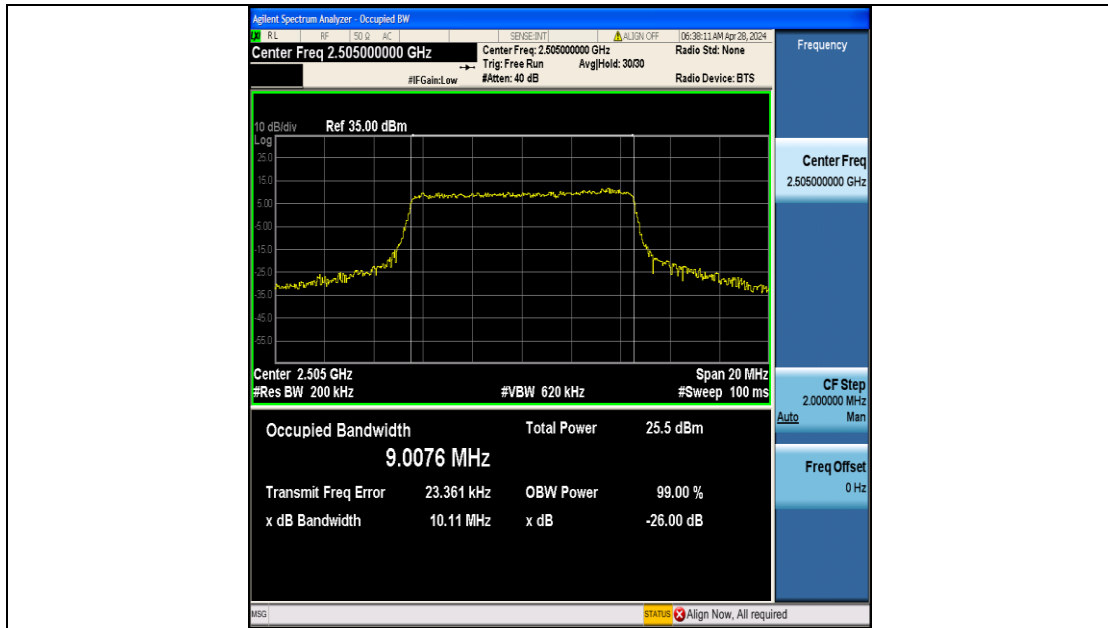 Agilent Spectrum Analyzer - Occupied BW
RL RF 50 Ω AC SENSE:INT ALIGN OFF 06:38:11 AM Apr 28, 2024
Center Freq 2.505000000 GHz
Center Freq: 2.505000000 GHz Radio Std: None
Trig: Free Run Avg|Hold: 30/30
#IFGain:Low #Atten: 40 dB Radio Device: BTS
Frequency
10 dB/div Ref 35.00 dBm
Log
25.0
15.0
5.00
-5.00
-15.0
-25.0
-35.0
-45.0
-55.0
Center 2.505 GHz Span 20 MHz
#Res BW 200 kHz #VBW 620 kHz #Sweep 100 ms
Occupied Bandwidth Total Power 25.5 dBm
9.0076 MHz
Transmit Freq Error 23.361 kHz OBW Power 99.00 %
x dB Bandwidth 10.11 MHz x dB -26.00 dB
Center Freq
2.505000000 GHz
CF Step
2.000000 MHz
Auto Man
Freq Offset
0 Hz
MSG STATUS Align Now, All required